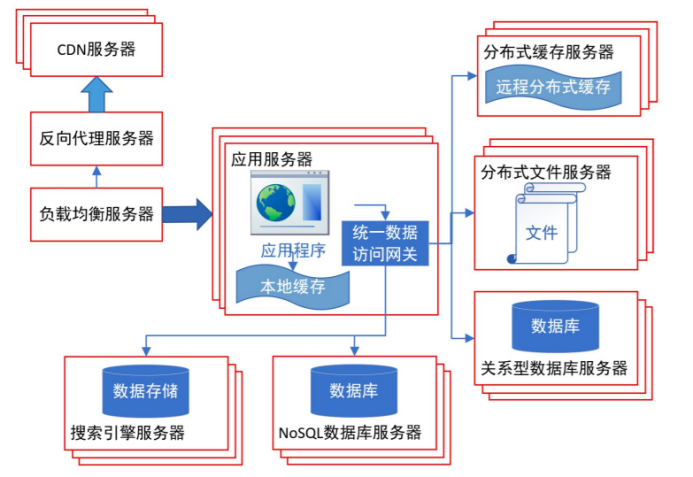 CDN服务器
反向代理服务器
负载均衡服务器
应用服务器
应用程序
本地缓存
统一数据
访问网关
分布式缓存服务器
远程分布式缓存
分布式文件服务器
文件
数据库
关系型数据库服务器
数据存储
搜索引擎服务器
数据库
NoSQL数据库服务器